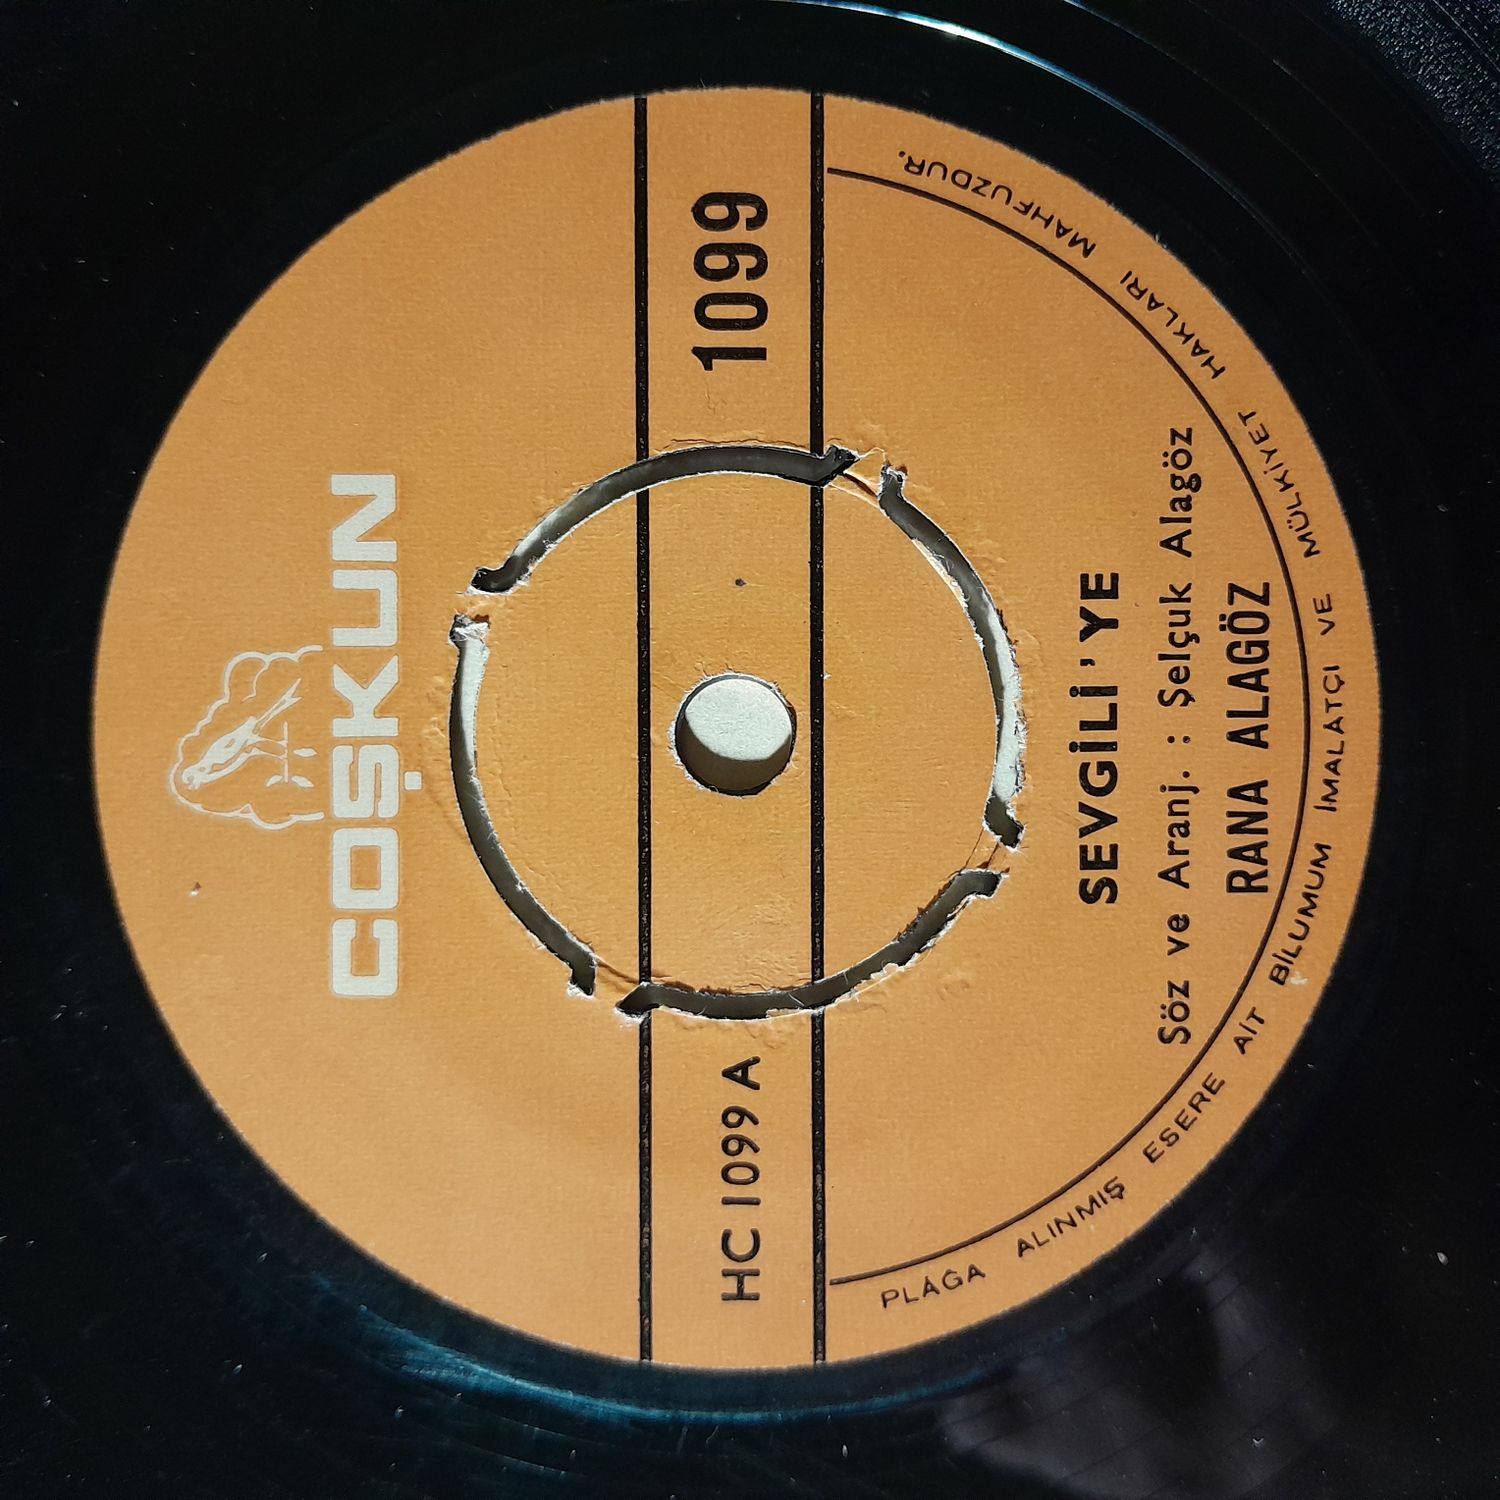 COŞKUN
HC 1099 A
1099
SEVGİLİ'YE
Söz ve Aranj. : Şelçuk Alagöz
RANA ALAGÖZ
PLAĞA ALINMIŞ ESERE AİT BİLUMUM İMALATÇI VE MÜLKİYET HAKLARI MAHFUZDUR.